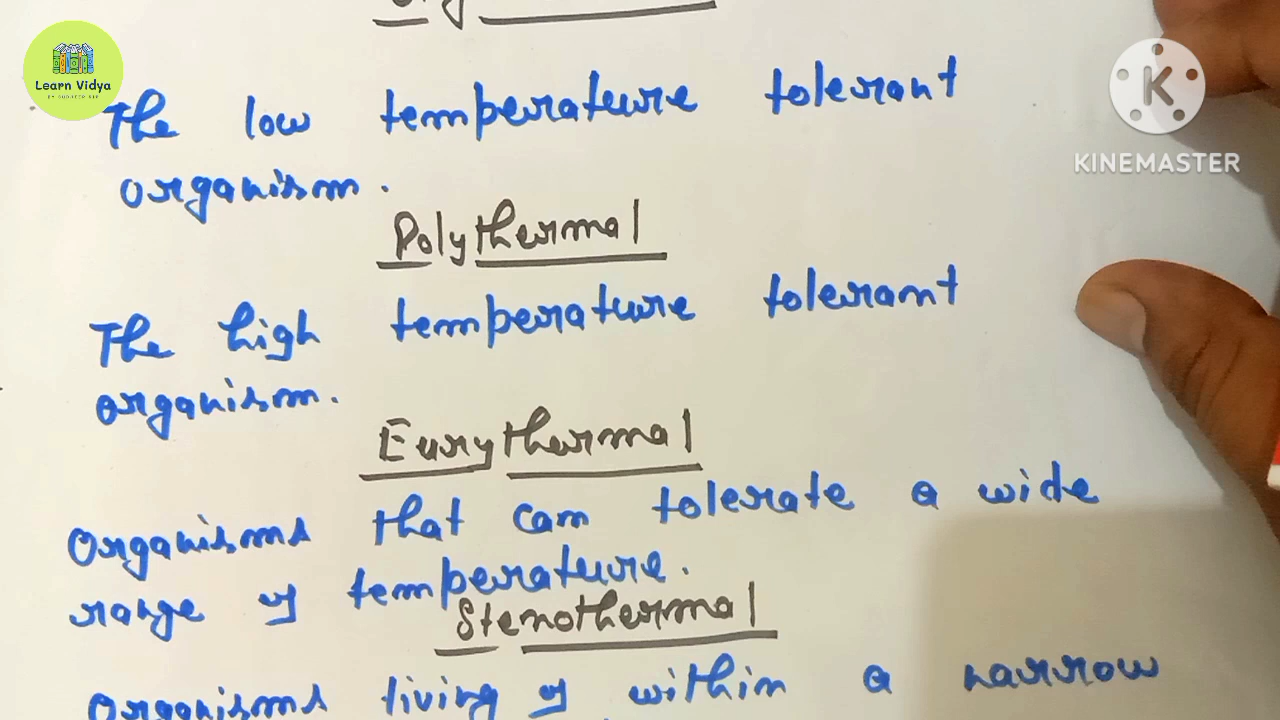 Learn Vidya
KINEMASTER
The low temperature tolerant
organism.
Polythermal
The high temperature tolerant
organism.
Eurythermal
Organisms that can tolerate a wide
range of temperature.
Stenothermal
Organisms living of within a narrow